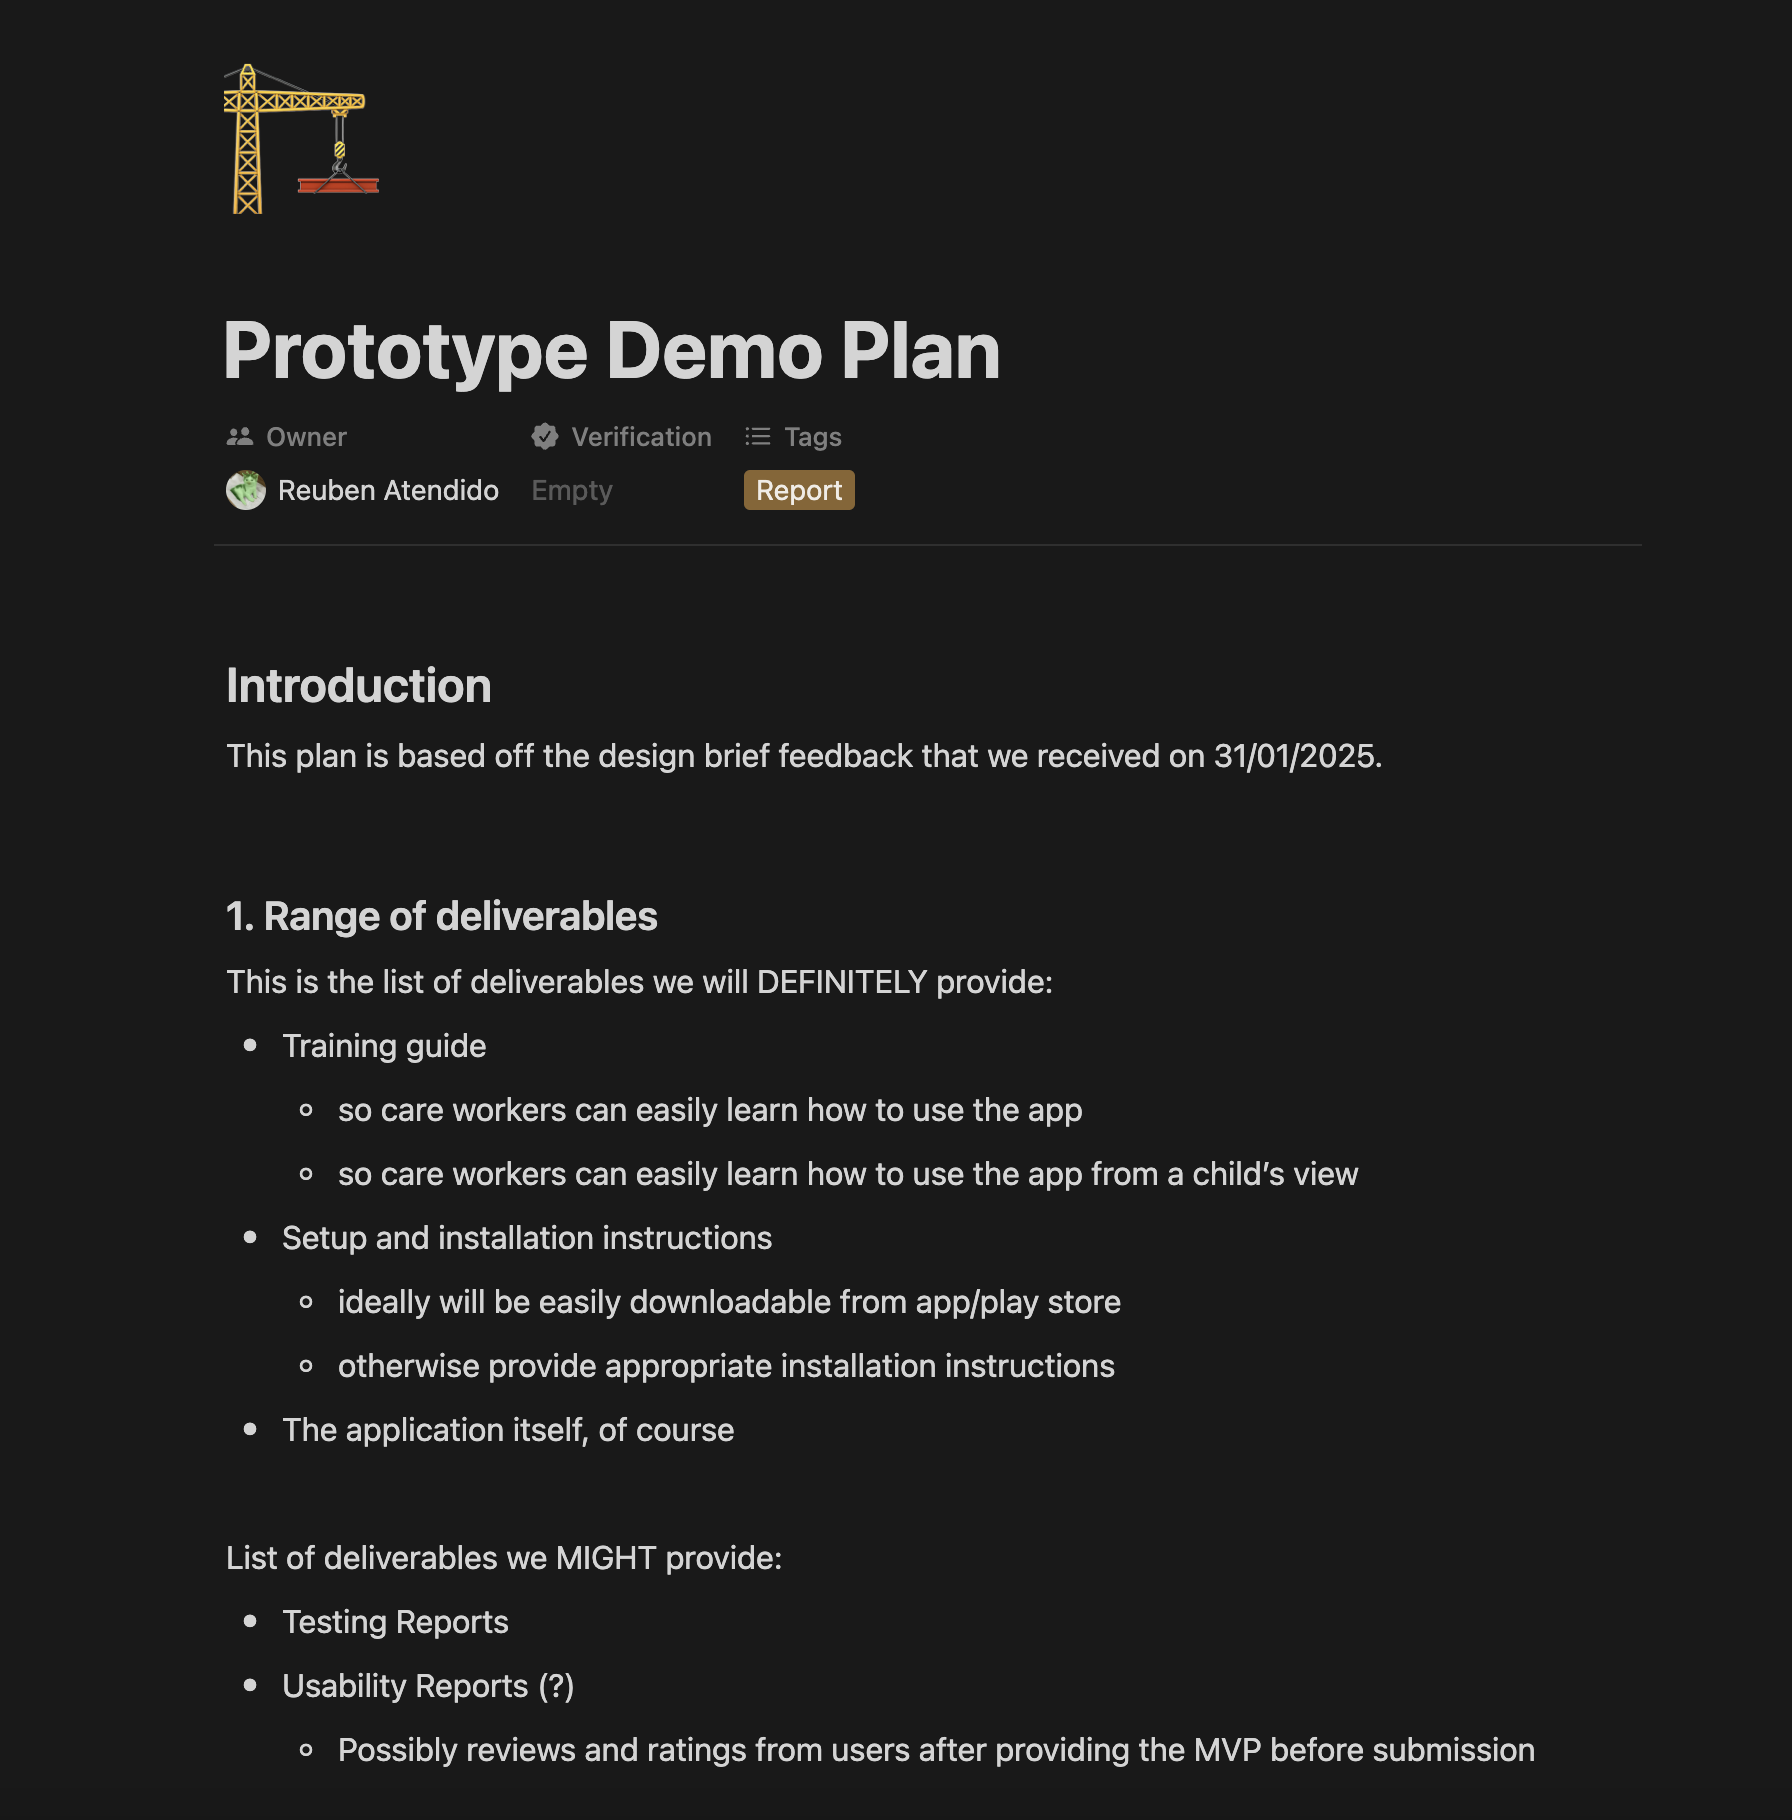 Prototype Demo Plan
Owner Verification Tags
Reuben Atendido Empty Report
Introduction
This plan is based off the design brief feedback that we received on 31/01/2025.
1. Range of deliverables
This is the list of deliverables we will DEFINITELY provide:
• Training guide
◦ so care workers can easily learn how to use the app
◦ so care workers can easily learn how to use the app from a child’s view
• Setup and installation instructions
◦ ideally will be easily downloadable from app/play store
◦ otherwise provide appropriate installation instructions
• The application itself, of course
List of deliverables we MIGHT provide:
• Testing Reports
• Usability Reports (?)
◦ Possibly reviews and ratings from users after providing the MVP before submission